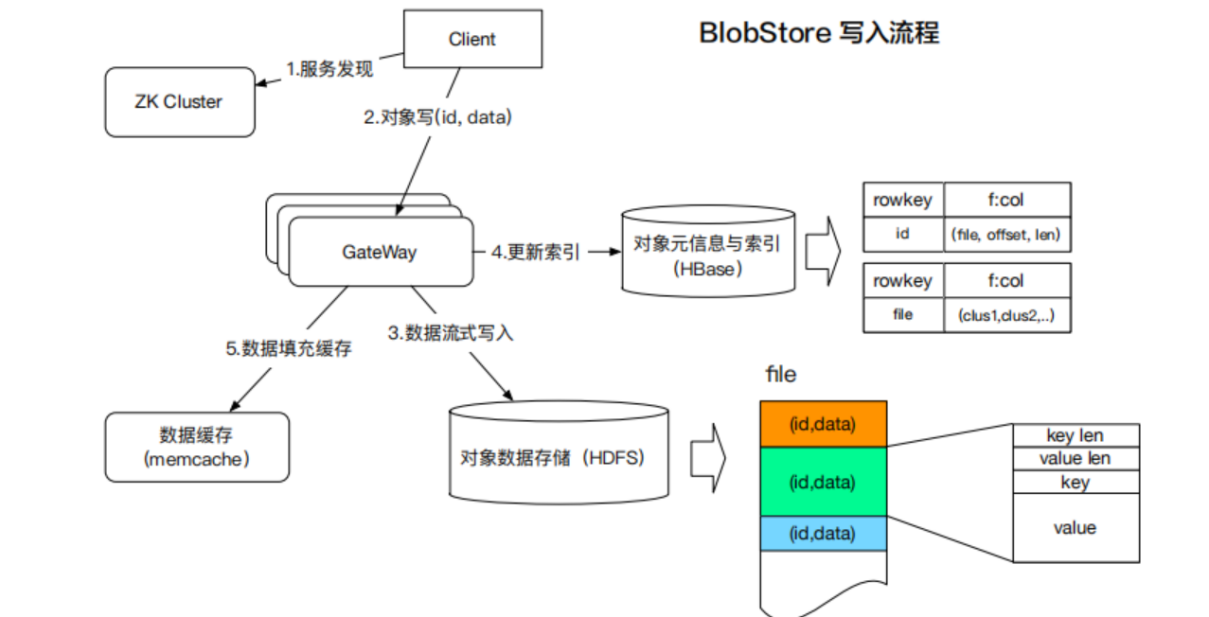 BlobStore 写入流程
Client
1.服务发现
ZK Cluster
2.对象写(id, data)
GateWay
4.更新索引
对象元信息与索引
（HBase）
rowkey f:col
id (file, offset, len)
rowkey f:col
file (clus1,clus2,..)
3.数据流式写入
5.数据填充缓存
数据缓存
(memcache)
对象数据存储（HDFS）
file
(id,data)
(id,data)
(id,data)
key len
value len
key
value